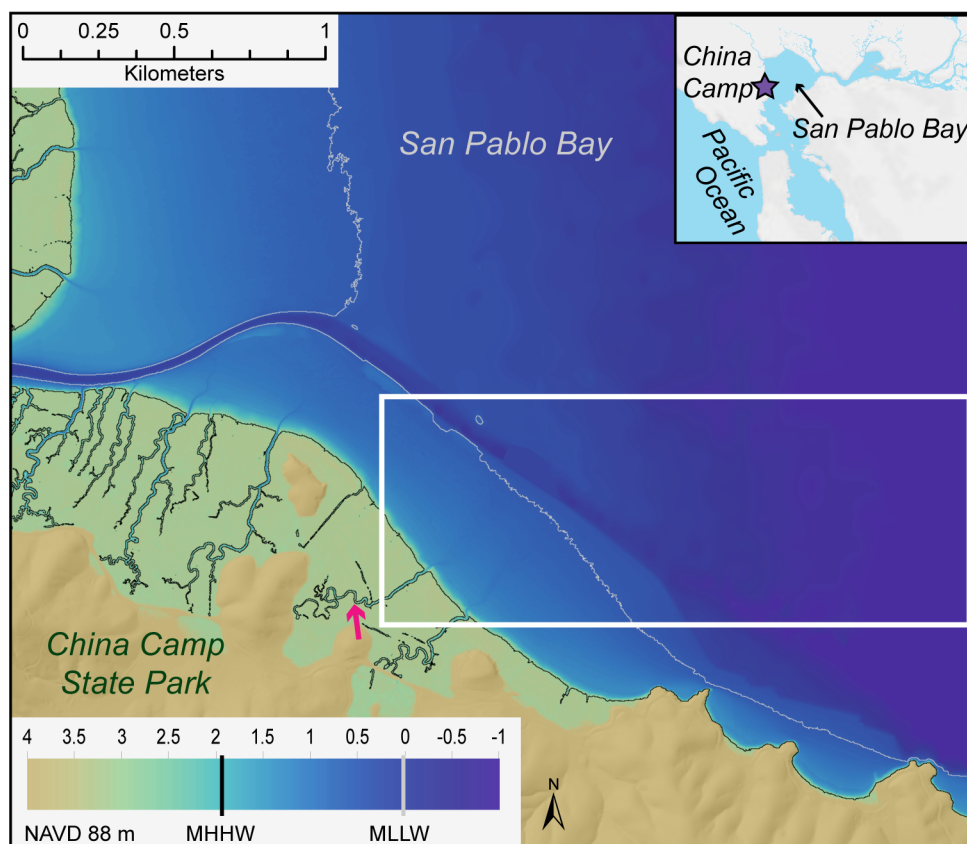 0 0.25 0.5 1
Kilometers
San Pablo Bay
China
Camp
San Pablo Bay
Pacific
Ocean
China Camp
State Park
4 3.5 3 2.5 2 1.5 1 0.5 0 -0.5 -1
NAVD 88 m MHHW MLLW
N